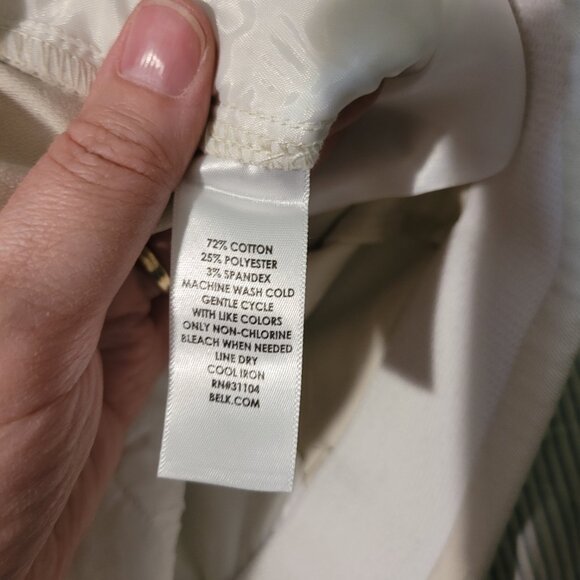 72% COTTON
25% POLYESTER
3% SPANDEX
MACHINE WASH COLD
GENTLE CYCLE
WITH LIKE COLORS
ONLY NON-CHLORINE
BLEACH WHEN NEEDED
LINE DRY
COOL IRON
RN#31104
BELK.COM